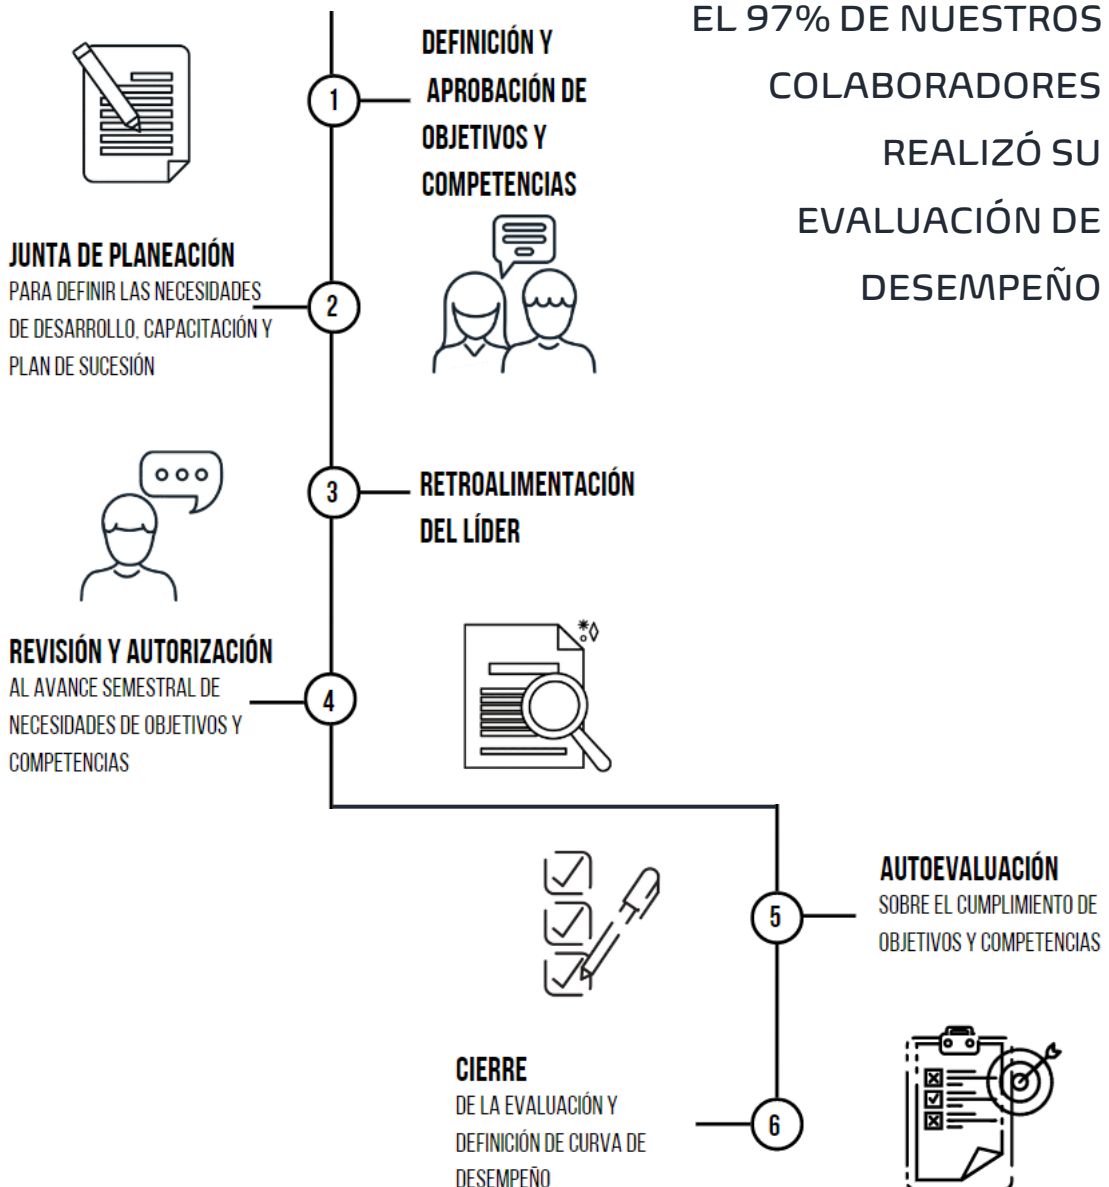 EL 97% DE NUESTROS
COLABORADORES
REALIZÓ SU
EVALUACIÓN DE
DESEMPEÑO
1
DEFINICIÓN Y
APROBACIÓN DE
OBJETIVOS Y
COMPETENCIAS
JUNTA DE PLANEACIÓN
PARA DEFINIR LAS NECESIDADES
DE DESARROLLO, CAPACITACIÓN Y
PLAN DE SUCESIÓN
2
3
RETROALIMENTACIÓN
DEL LÍDER
REVISIÓN Y AUTORIZACIÓN
AL AVANCE SEMESTRAL DE
NECESIDADES DE OBJETIVOS Y
COMPETENCIAS
4
5
AUTOEVALUACIÓN
SOBRE EL CUMPLIMIENTO DE
OBJETIVOS Y COMPETENCIAS
CIERRE
DE LA EVALUACIÓN Y
DEFINICIÓN DE CURVA DE
DESEMPEÑO
6